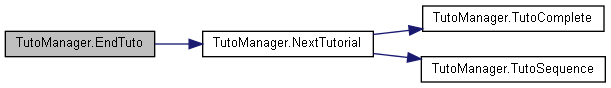 TutoManager.EndTuto
TutoManager.NextTutorial
TutoManager.TutoComplete
TutoManager.TutoSequence